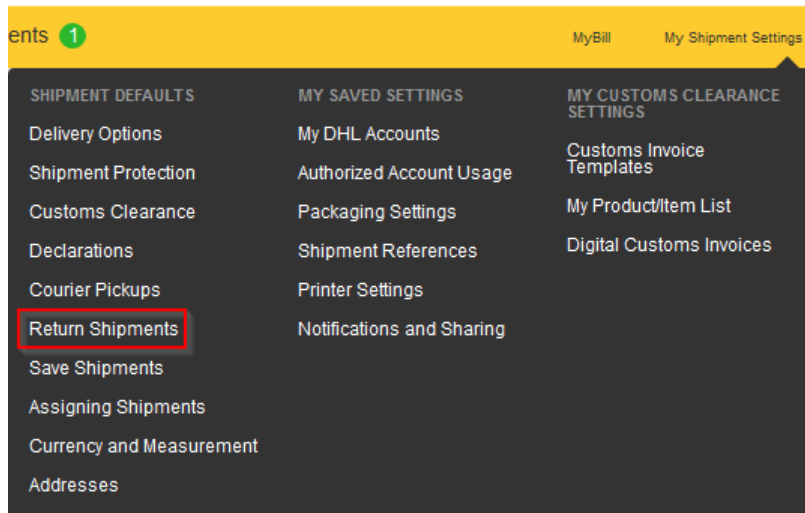 ents 1 MyBill My Shipment Settings
SHIPMENT DEFAULTS
Delivery Options
Shipment Protection
Customs Clearance
Declarations
Courier Pickups
Return Shipments
Save Shipments
Assigning Shipments
Currency and Measurement
Addresses
MY SAVED SETTINGS
My DHL Accounts
Authorized Account Usage
Packaging Settings
Shipment References
Printer Settings
Notifications and Sharing
MY CUSTOMS CLEARANCE
SETTINGS
Customs Invoice
Templates
My Product/Item List
Digital Customs Invoices